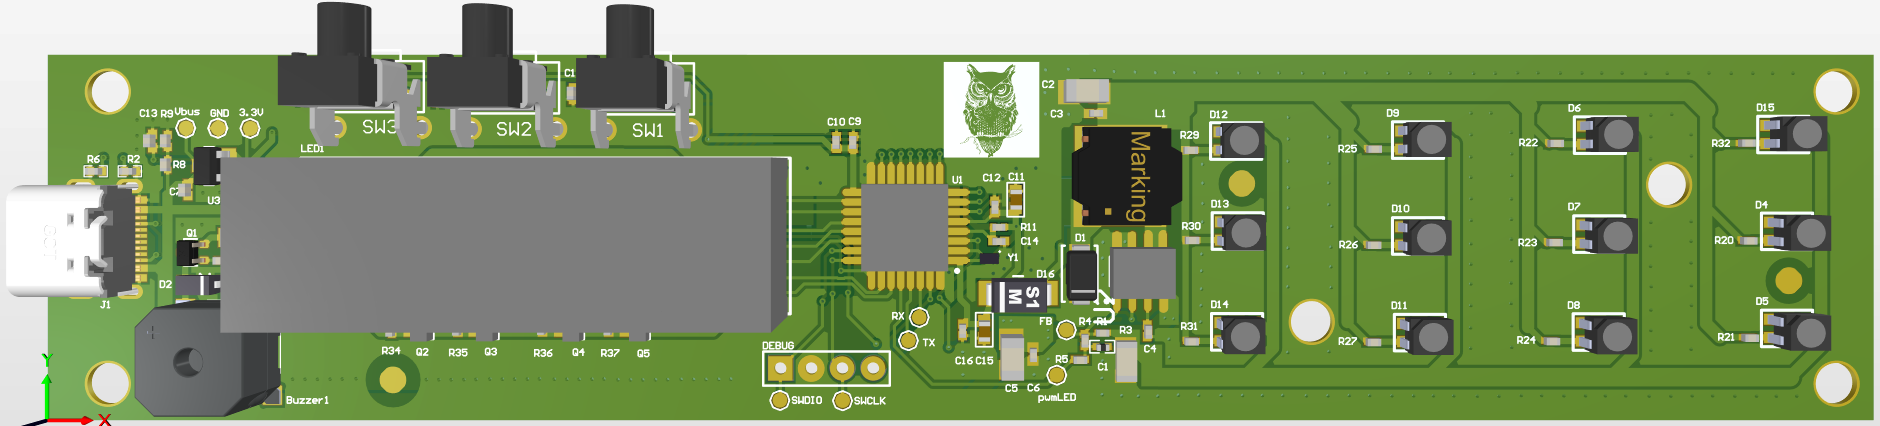 C2
C13 R9 Vbus GND 3.3V
SW3 SW2 SW1
C10 C9
C3
L1
Marking
D12
D9
D6
D15
R29
R25
R22
R32
LED1
R6 R2
R8
U3
U1
C12 C11
R11
C14
Y1
D13
D10
D7
D4
R30
R26
R23
R20
Q1
D2
J1
D1
D16
S1
M
D14
D11
D8
D5
R31
R27
R24
R21
RX
TX
FB
R4
R3
R5
C1
C4
C16 C15
C5 C6
pwmLED
R34 Q2 R35 Q3 R36 Q4 R37 Q5
DEBUG
SWDIO
SWCLK
Buzzer1
Y
X